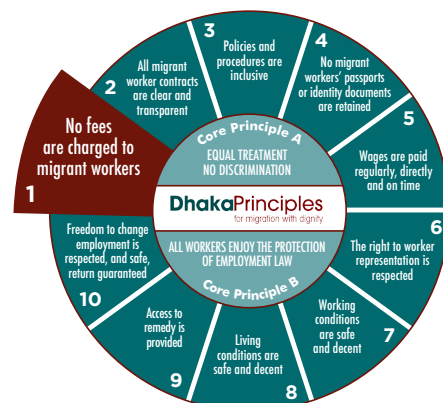 1
No fees
are charged to
migrant workers
2
All migrant
worker contracts
are clear and
transparent
3
Policies and
procedures are
inclusive
4
No migrant
workers' passports
or identity documents
are retained
5
Wages are paid
regularly, directly
and on time
6
The right to worker
representation is
respected
7
Working
conditions
are safe
and decent
8
Living
conditions are
safe and decent
9
Access to
remedy is
provided
10
Freedom to change
employment is
respected, and safe,
return guaranteed
Core Principle A
EQUAL TREATMENT
NO DISCRIMINATION
DhakaPrinciples
for migration with dignity
ALL WORKERS ENJOY THE PROTECTION
OF EMPLOYMENT LAW
Core Principle B